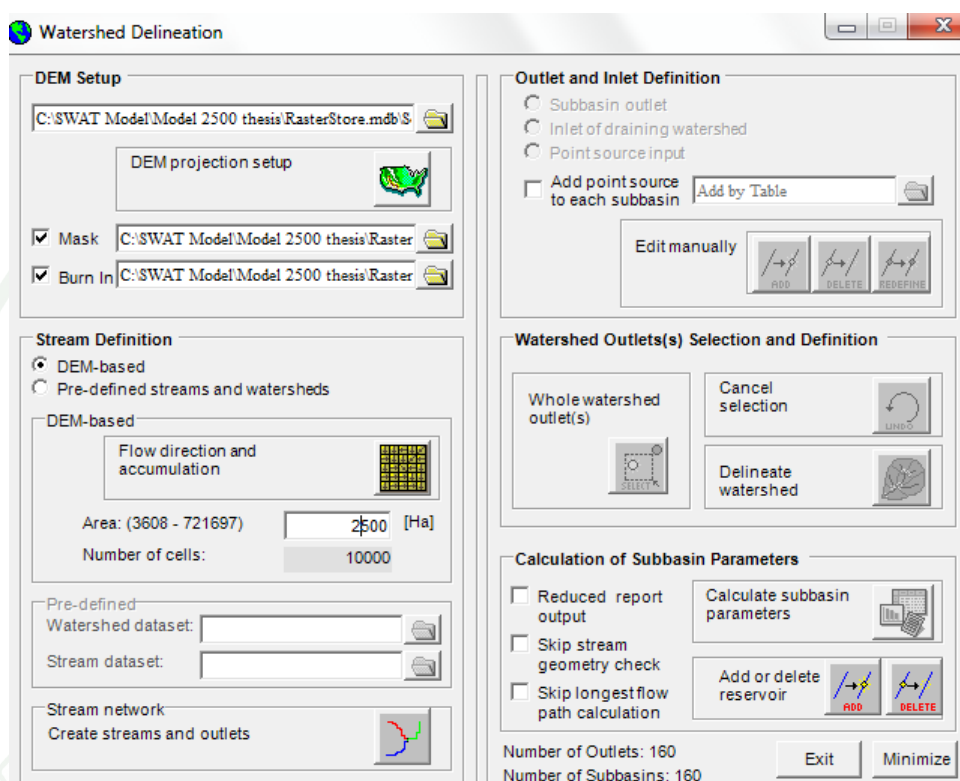 Watershed Delineation
DEM Setup
C:\SWAT Model\Model 2500 thesis\RasterStore.mdb\S
DEM projection setup
Mask
C:\SWAT Model\Model 2500 thesis\Raster
Burn In
C:\SWAT Model\Model 2500 thesis\Raster
Stream Definition
DEM-based
Pre-defined streams and watersheds
DEM-based
Flow direction and
accumulation
Area: (3608 - 721697)
2500
[Ha]
Number of cells:
10000
Pre-defined
Watershed dataset:
Stream dataset:
Stream network
Create streams and outlets
Outlet and Inlet Definition
Subbasin outlet
Inlet of draining watershed
Point source input
Add point source
to each subbasin
Add by Table
Edit manually
ADD
DELETE
REDEFINE
Watershed Outlets(s) Selection and Definition
Whole watershed
outlet(s)
SELECT
Cancel
selection
UNDO
Delineate
watershed
Calculation of Subbasin Parameters
Reduced report
output
Skip stream
geometry check
Skip longest flow
path calculation
Calculate subbasin
parameters
Add or delete
reservoir
ADD
DELETE
Number of Outlets: 160
Number of Subbasins: 160
Exit
Minimize